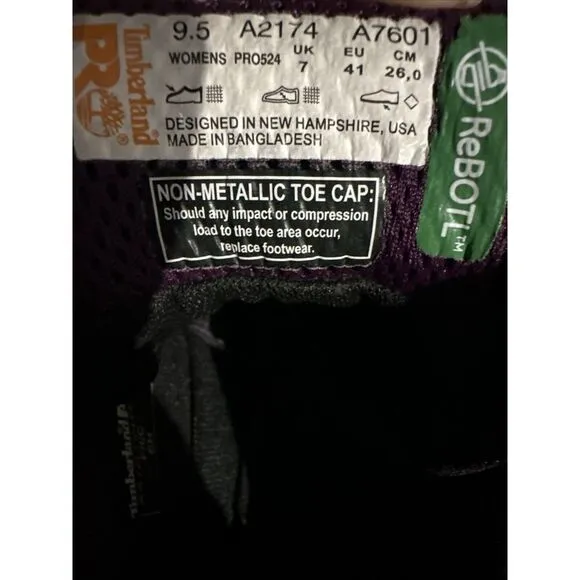 Timberland
PRO
®
9.5 A2174 A7601
WOMENS PRO524 UK EU CM
7 41 26,0
DESIGNED IN NEW HAMPSHIRE, USA
MADE IN BANGLADESH
ReBOTL™
NON-METALLIC TOE CAP:
Should any impact or compression
load to the toe area occur,
replace footwear.
Timberland